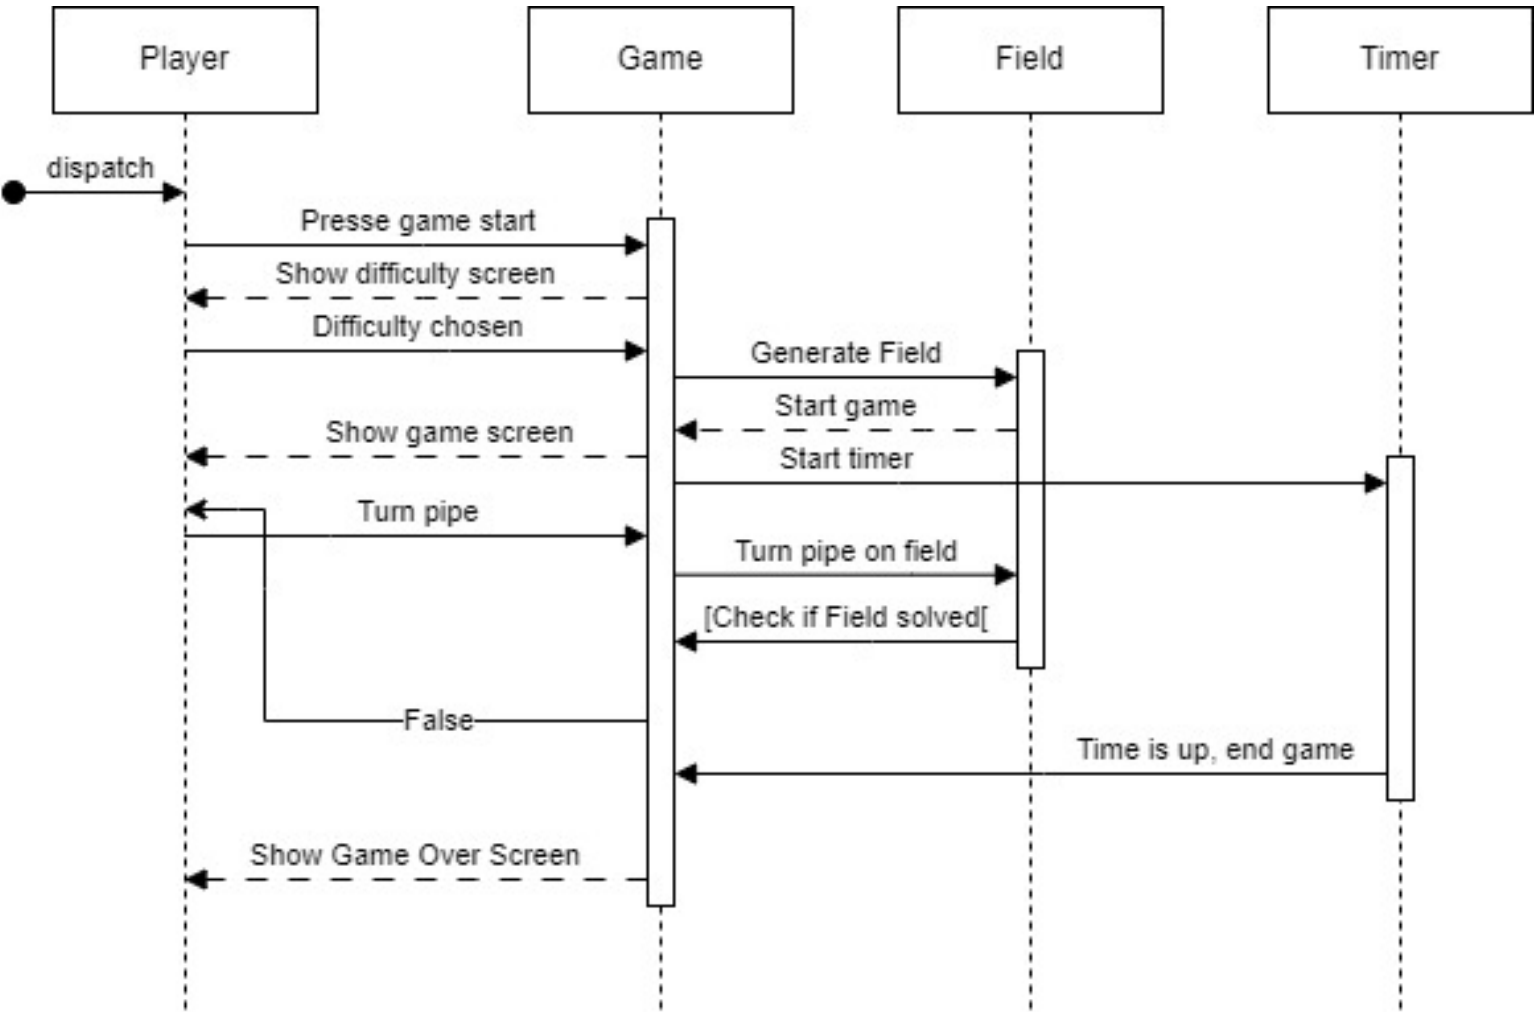 Player
Game
Field
Timer
dispatch
Presse game start
Show difficulty screen
Difficulty chosen
Generate Field
Start game
Show game screen
Start timer
Turn pipe
Turn pipe on field
[Check if Field solved[
False
Time is up, end game
Show Game Over Screen